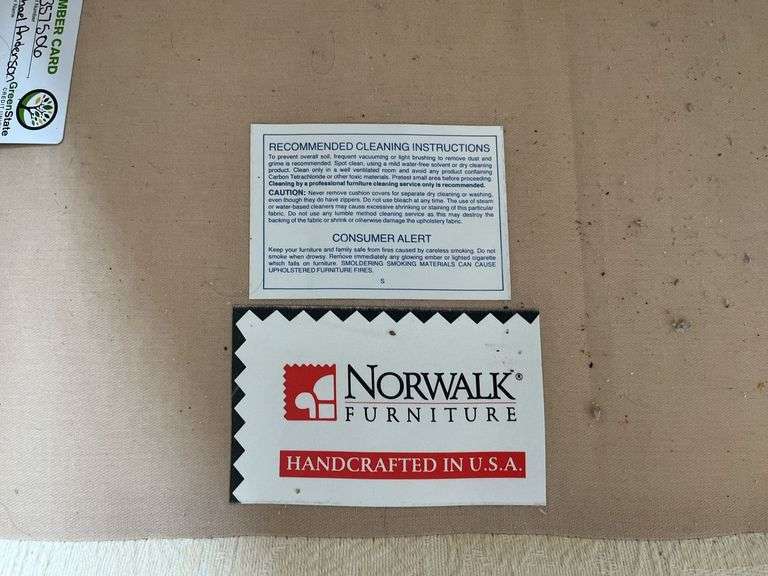 MBER CARD
357506
Anderson
GreenState
CREDIT UNION
RECOMMENDED CLEANING INSTRUCTIONS
To prevent overall soil, frequent vacuuming or light brushing to remove dust and
grime is recommended. Spot clean, using a mild water-free solvent or dry cleaning
product. Clean only in a well ventilated room and avoid any product containing
Carbon Tetrachloride or other toxic materials. Pretest small area before proceeding.
Cleaning by a professional furniture cleaning service only is recommended.
CAUTION: Never remove cushion covers for separate dry cleaning or washing,
even though they do have zippers. Do not use bleach at any time. The use of steam
or water-based cleaners may cause excessive shrinking or staining of this particular
fabric. Do not use any tumble method cleaning service as this may destroy the
backing of the fabric or shrink or otherwise damage the upholstery fabric.
CONSUMER ALERT
Keep your furniture and family safe from fires caused by careless smoking. Do not
smoke when drowsy. Remove immediately any glowing ember or lighted cigarette
which falls on furniture. SMOLDERING SMOKING MATERIALS CAN CAUSE
UPHOLSTERED FURNITURE FIRES.
S
NORWALK®
FURNITURE
HANDCRAFTED IN U.S.A.